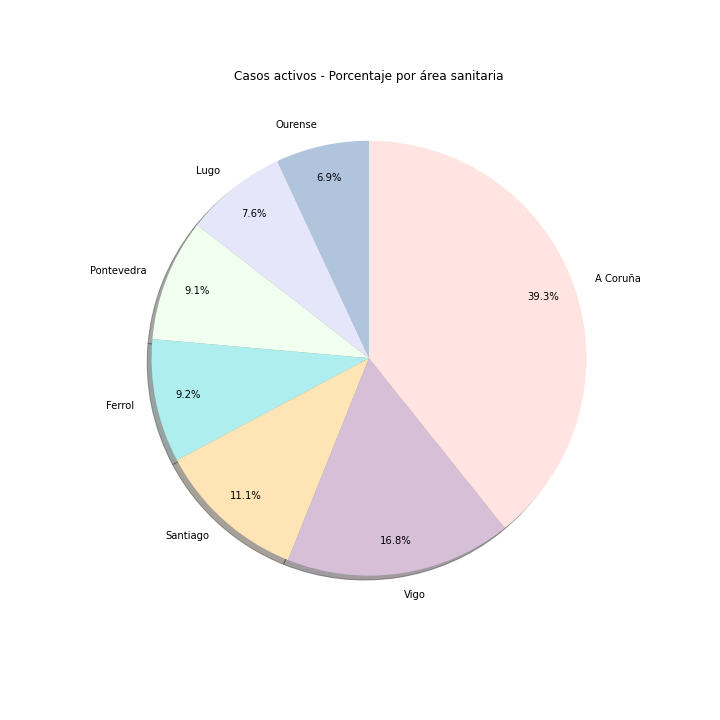 Casos activos - Porcentaje por área sanitaria
Ourense
6.9%
Lugo
7.6%
Pontevedra
9.1%
Ferrol
9.2%
Santiago
11.1%
Vigo
16.8%
A Coruña
39.3%